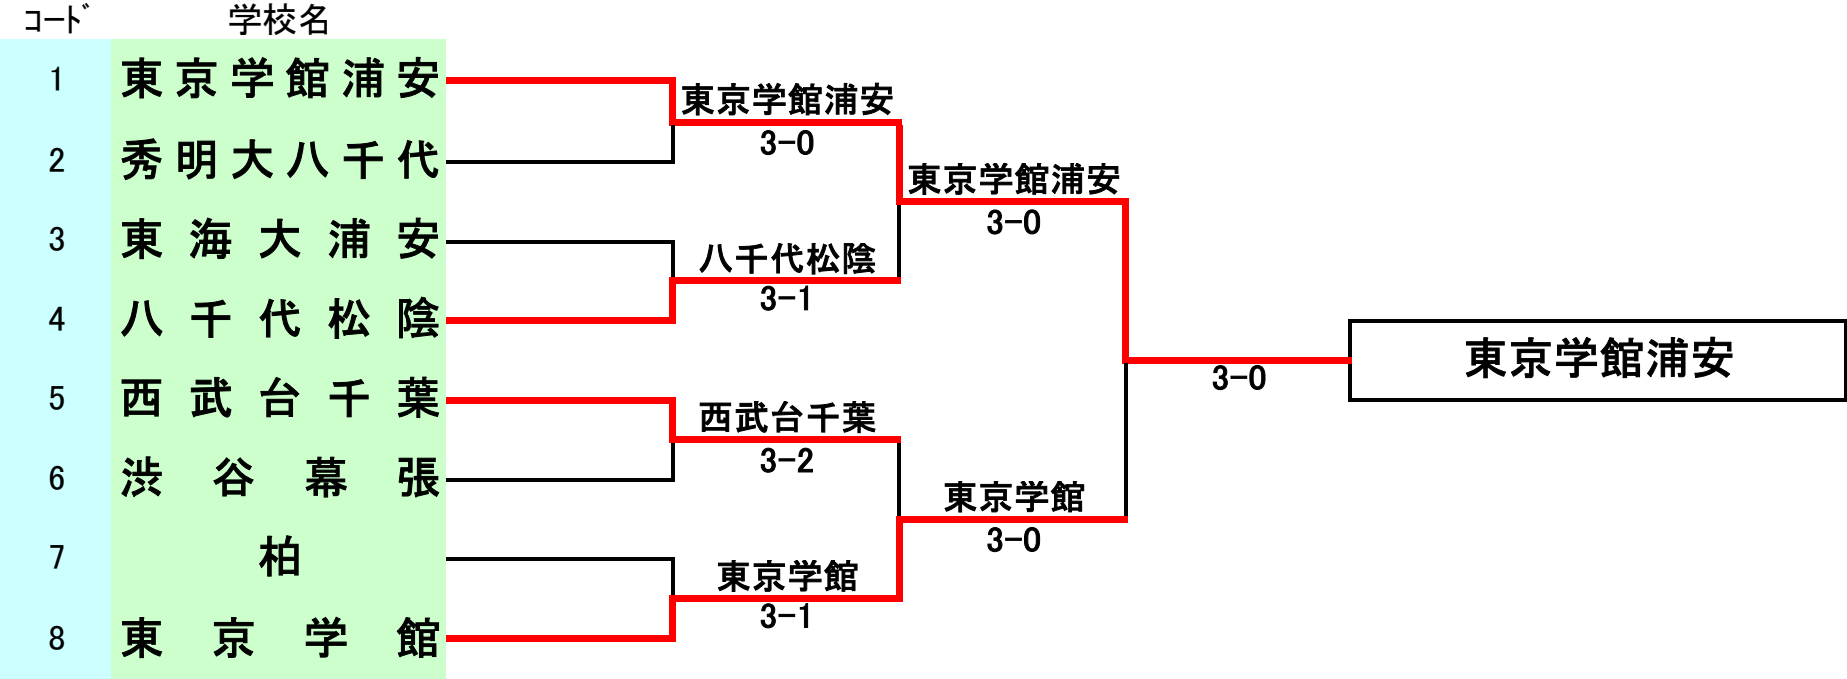 ｺｰﾄﾞ 学校名
1 東京学館浦安
2 秀明大八千代
3 東海大浦安
4 八千代松陰
5 西武台千葉
6 渋谷幕張
7 柏
8 東京学館
東京学館浦安
3-0
八千代松陰
3-1
西武台千葉
3-2
東京学館
3-1
東京学館浦安
3-0
東京学館
3-0
3-0
東京学館浦安